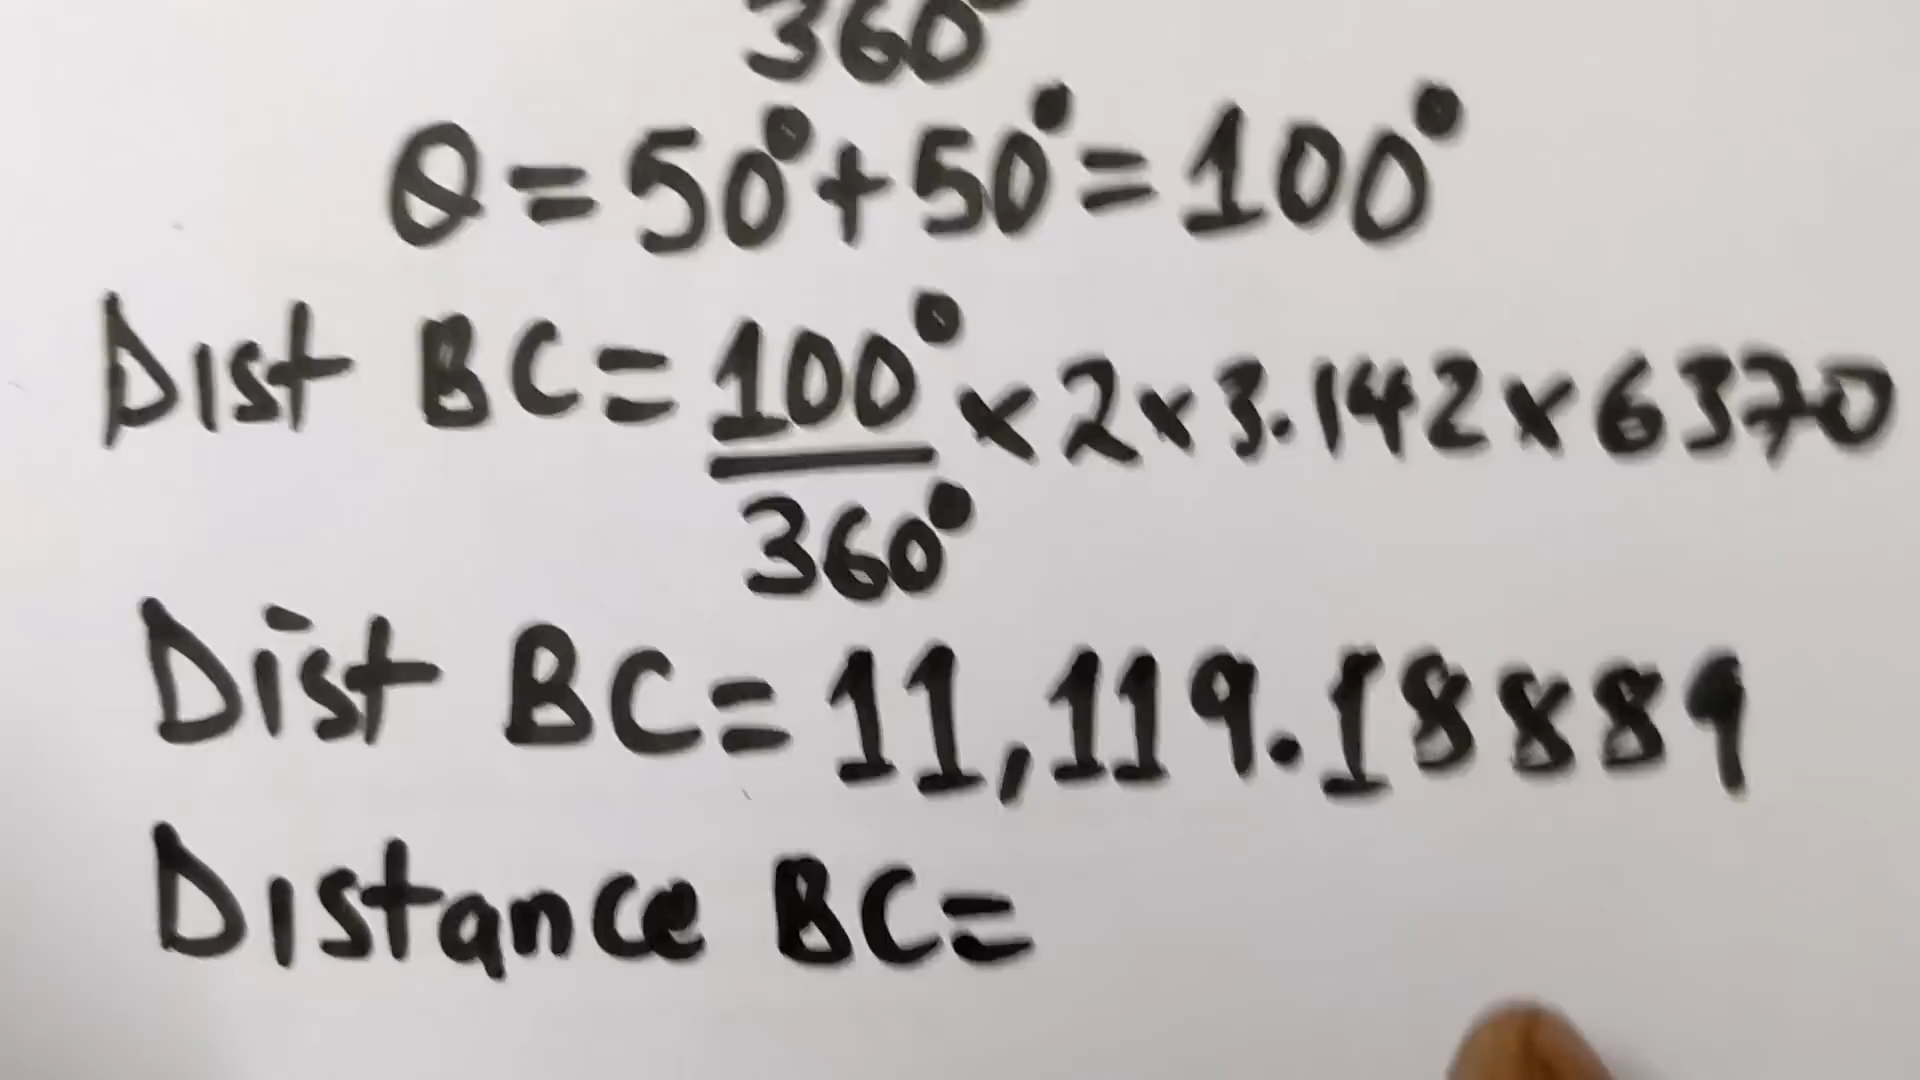 360°
θ = 50° + 50° = 100°
Dist BC = 100° × 2 × 3.142 × 6370
360°
Dist BC = 11,119.18889
Distance BC =